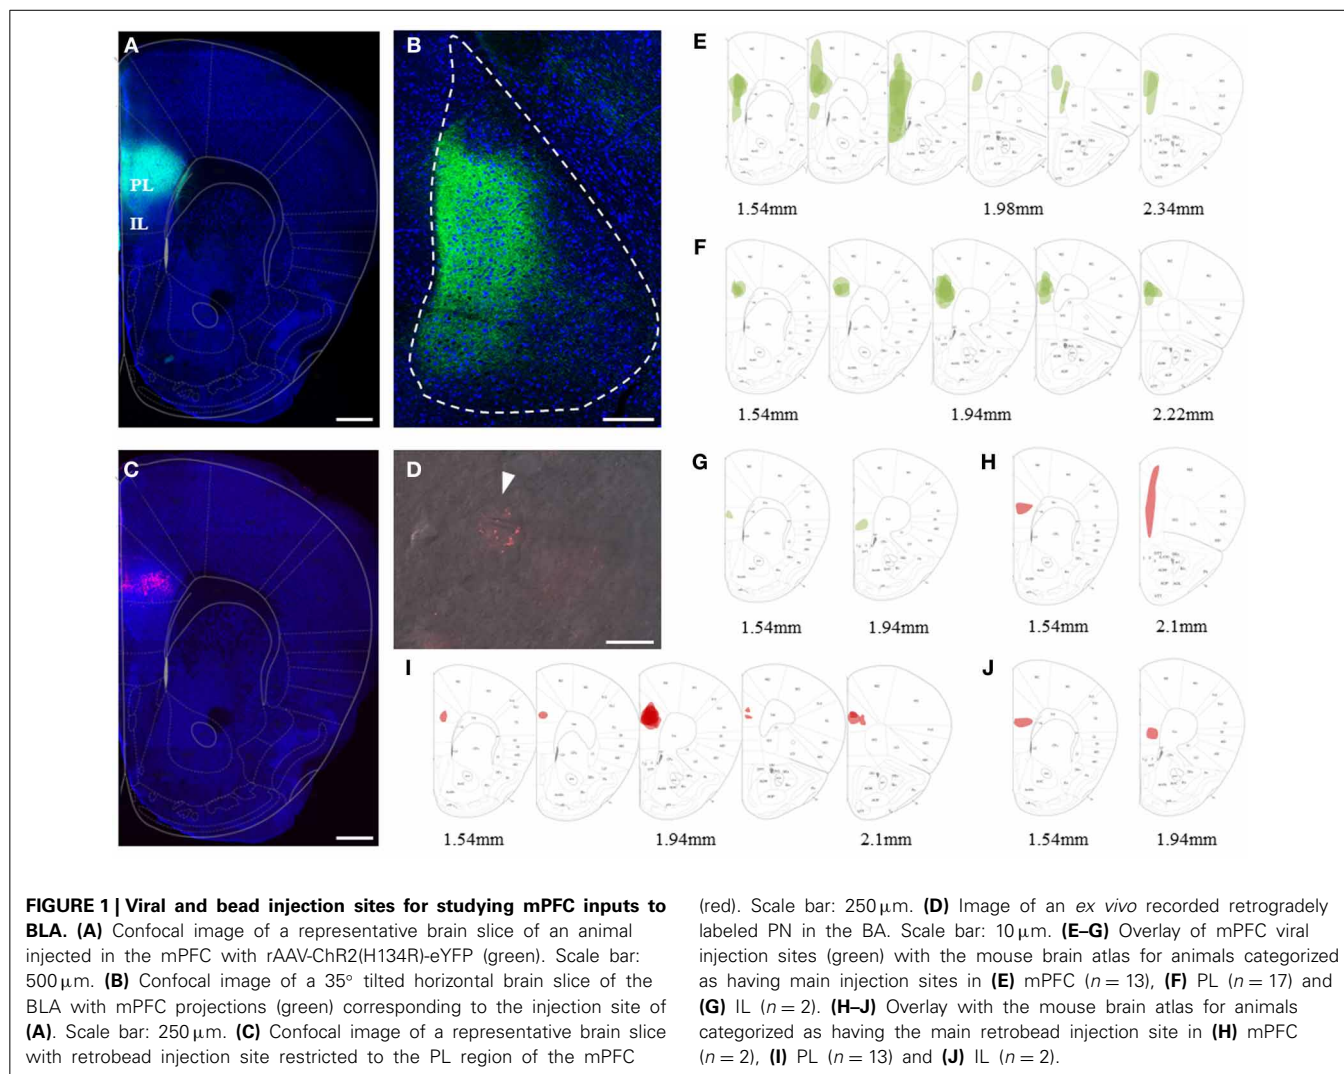 A
B
PL
IL
E
1.54mm
1.98mm
2.34mm
F
1.54mm
1.94mm
2.22mm
C
D
G
1.54mm
1.94mm
H
1.54mm
2.1mm
I
1.54mm
1.94mm
2.1mm
J
1.54mm
1.94mm
FIGURE 1 | Viral and bead injection sites for studying mPFC inputs to
BLA. (A) Confocal image of a representative brain slice of an animal
injected in the mPFC with rAAV-ChR2(H134R)-eYFP (green). Scale bar:
500 μm. (B) Confocal image of a 35° tilted horizontal brain slice of the
BLA with mPFC projections (green) corresponding to the injection site of
(A). Scale bar: 250 μm. (C) Confocal image of a representative brain slice
with retrobead injection site restricted to the PL region of the mPFC
(red). Scale bar: 250 μm. (D) Image of an ex vivo recorded retrogradely
labeled PN in the BA. Scale bar: 10 μm. (E–G) Overlay of mPFC viral
injection sites (green) with the mouse brain atlas for animals categorized
as having main injection sites in (E) mPFC (n = 13), (F) PL (n = 17) and
(G) IL (n = 2). (H–J) Overlay with the mouse brain atlas for animals
categorized as having the main retrobead injection site in (H) mPFC
(n = 2), (I) PL (n = 13) and (J) IL (n = 2).